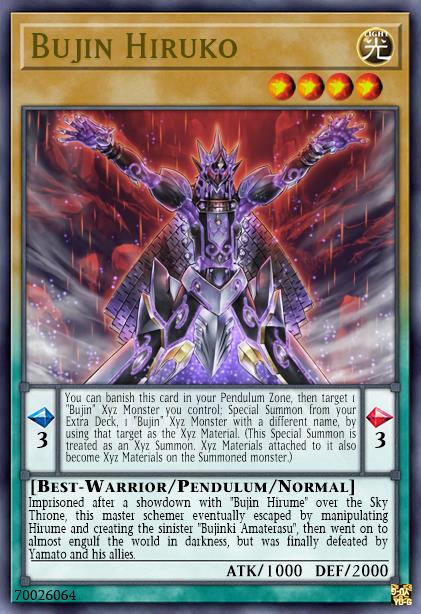 Bujin Hiruko
LIGHT
光
You can banish this card in your Pendulum Zone, then target 1
"Bujin" Xyz Monster you control; Special Summon from your
Extra Deck, 1 "Bujin" Xyz Monster with a different name, by
using that target as the Xyz Material. (This Special Summon is
treated as an Xyz Summon. Xyz Materials attached to it also
become Xyz Materials on the Summoned monster.)
3
3
[Best-Warrior/Pendulum/Normal]
Imprisoned after a showdown with "Bujin Hirume" over the Sky
Throne, this master schemer eventually escaped by manipulating
Hirume and creating the sinister "Bujinki Amaterasu", then went on to
almost engulf the world in darkness, but was finally defeated by
Yamato and his allies.
ATK/1000 DEF/2000
70026064